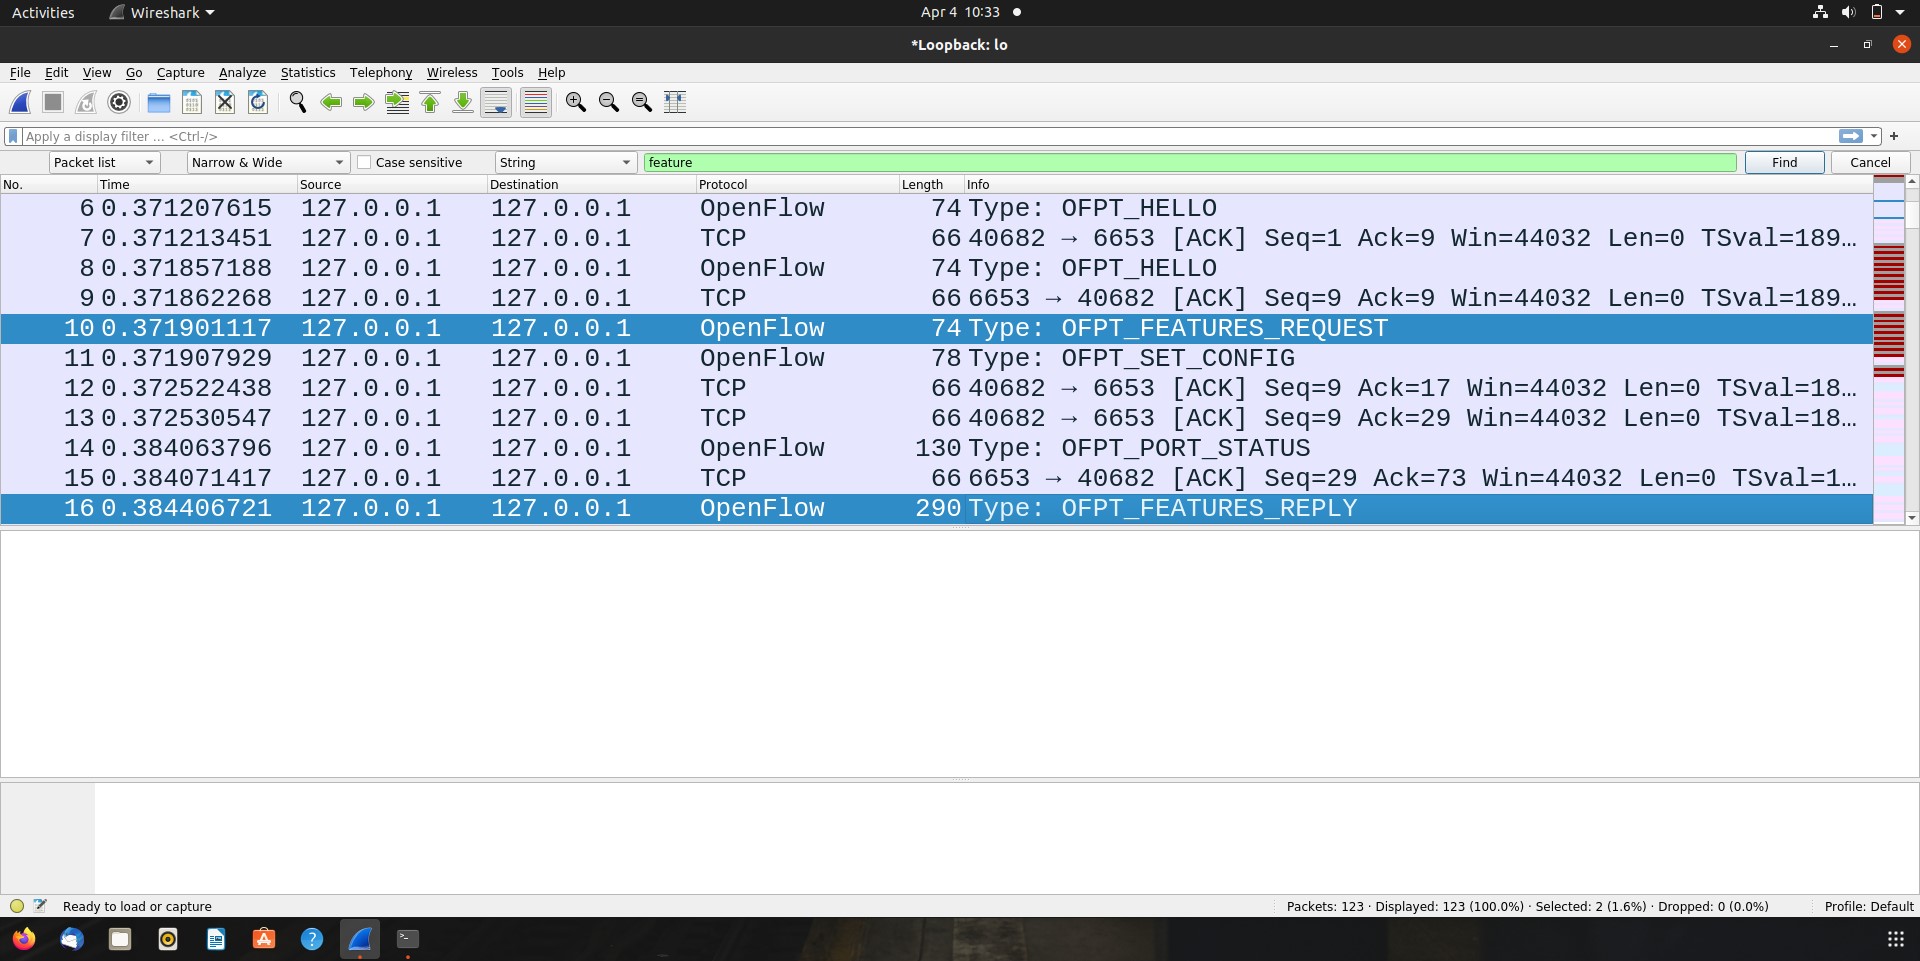 Activities Wireshark Apr 4 10:33
*Loopback: lo
File Edit View Go Capture Analyze Statistics Telephony Wireless Tools Help
Apply a display filter ... <Ctrl-/> +
Packet list Narrow & Wide Case sensitive String feature Find Cancel
No. Time Source Destination Protocol Length Info
6 0.371207615 127.0.0.1 127.0.0.1 OpenFlow 74 Type: OFPT_HELLO
7 0.371213451 127.0.0.1 127.0.0.1 TCP 66 40682 → 6653 [ACK] Seq=1 Ack=9 Win=44032 Len=0 TSval=189…
8 0.371857188 127.0.0.1 127.0.0.1 OpenFlow 74 Type: OFPT_HELLO
9 0.371862268 127.0.0.1 127.0.0.1 TCP 66 6653 → 40682 [ACK] Seq=9 Ack=9 Win=44032 Len=0 TSval=189…
10 0.371901117 127.0.0.1 127.0.0.1 OpenFlow 74 Type: OFPT_FEATURES_REQUEST
11 0.371907929 127.0.0.1 127.0.0.1 OpenFlow 78 Type: OFPT_SET_CONFIG
12 0.372522438 127.0.0.1 127.0.0.1 TCP 66 40682 → 6653 [ACK] Seq=9 Ack=17 Win=44032 Len=0 TSval=18…
13 0.372530547 127.0.0.1 127.0.0.1 TCP 66 40682 → 6653 [ACK] Seq=9 Ack=29 Win=44032 Len=0 TSval=18…
14 0.384063796 127.0.0.1 127.0.0.1 OpenFlow 130 Type: OFPT_PORT_STATUS
15 0.384071417 127.0.0.1 127.0.0.1 TCP 66 6653 → 40682 [ACK] Seq=29 Ack=73 Win=44032 Len=0 TSval=1…
16 0.384406721 127.0.0.1 127.0.0.1 OpenFlow 290 Type: OFPT_FEATURES_REPLY
Ready to load or capture Packets: 123 · Displayed: 123 (100.0%) · Selected: 2 (1.6%) · Dropped: 0 (0.0%) Profile: Default